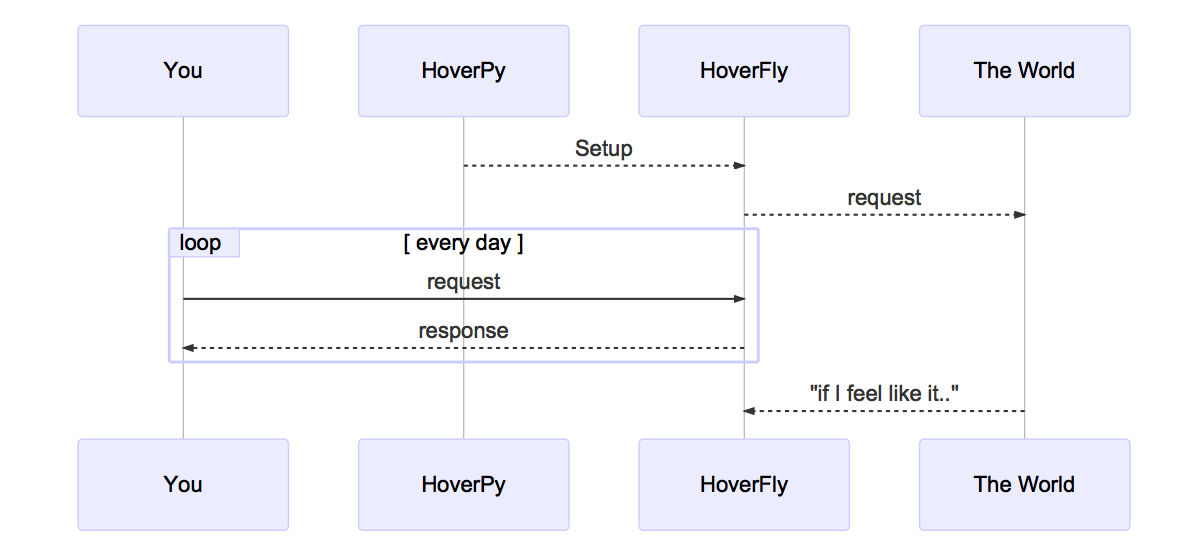 You
HoverPy
HoverFly
The World
Setup
request
loop
[ every day ]
request
response
"if I feel like it.."
You
HoverPy
HoverFly
The World